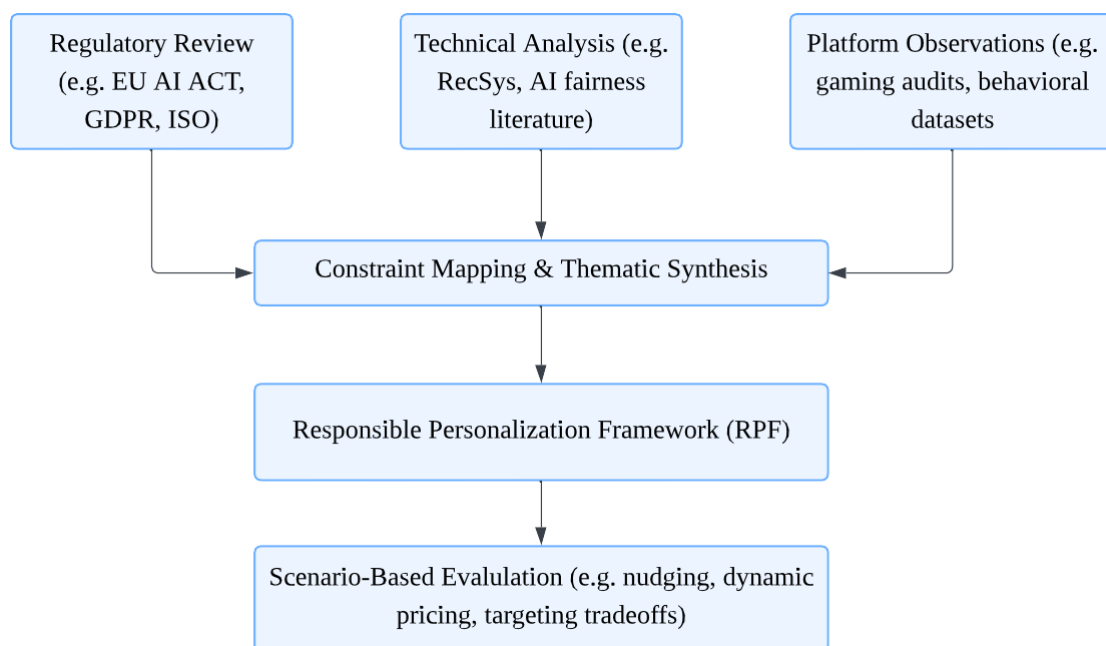 Regulatory Review
(e.g. EU AI ACT,
GDPR, ISO)
Technical Analysis (e.g.
RecSys, AI fairness
literature)
Platform Observations (e.g.
gaming audits, behavioral
datasets
Constraint Mapping & Thematic Synthesis
Responsible Personalization Framework (RPF)
Scenario-Based Evalulation (e.g. nudging, dynamic
pricing, targeting tradeoffs)